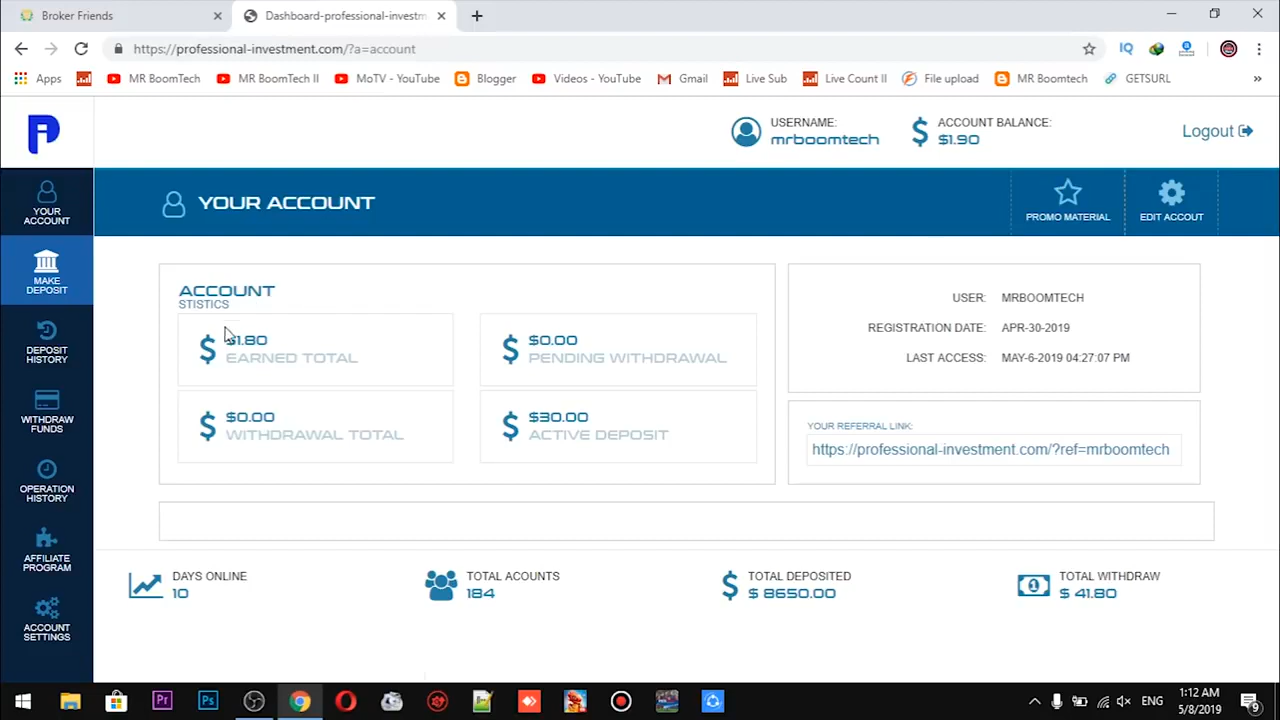 Broker Friends
Dashboard-professional-investm
https://professional-investment.com/?a=account
Apps
MR BoomTech
MR BoomTech II
MoTV - YouTube
Blogger
Videos - YouTube
Gmail
Live Sub
Live Count II
File upload
MR Boomtech
GETSURL
USERNAME:
mrboomtech
ACCOUNT BALANCE:
$1.90
Logout
YOUR ACCOUNT
PROMO MATERIAL
EDIT ACCOUT
YOUR
ACCOUNT
MAKE
DEPOSIT
DEPOSIT
HISTORY
WITHDRAW
FUNDS
OPERATION
HISTORY
AFFILIATE
PROGRAM
ACCOUNT
SETTINGS
ACCOUNT
STISTICS
$1.80
EARNED TOTAL
$0.00
PENDING WITHDRAWAL
$0.00
WITHDRAWAL TOTAL
$30.00
ACTIVE DEPOSIT
USER: MRBOOMTECH
REGISTRATION DATE: APR-30-2019
LAST ACCESS: MAY-6-2019 04:27:07 PM
YOUR REFERRAL LINK:
https://professional-investment.com/?ref=mrboomtech
DAYS ONLINE
10
TOTAL ACOUNTS
184
TOTAL DEPOSITED
$ 8650.00
TOTAL WITHDRAW
$ 41.80
ENG
1:12 AM
5/8/2019